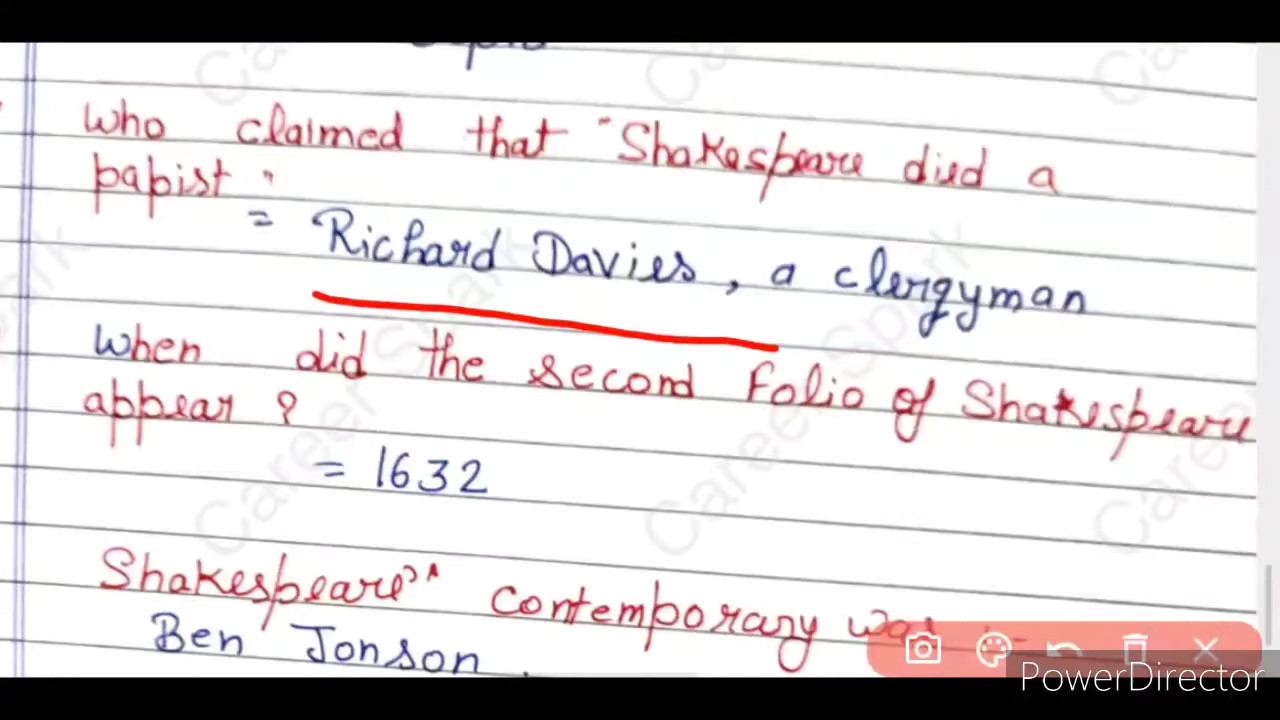 Who claimed that "Shakespeare died a
papist ?
= Richard Davies, a clergyman
When did the second Folio of Shakespeare
appear ?
= 1632
Shakespeare's contemporary was :-
Ben Jonson.
PowerDirector